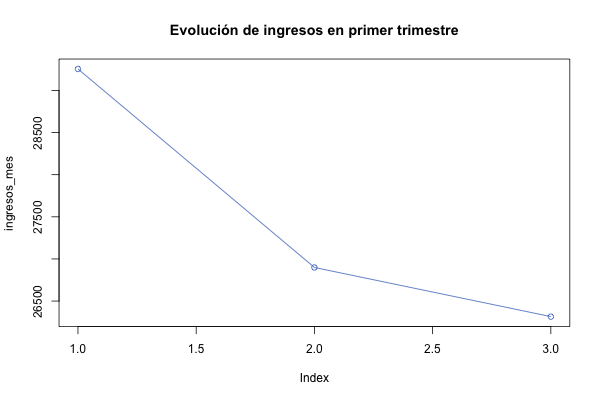 Evolución de ingresos en primer trimestre
ingresos_mes
28500
27500
26500
1.0 1.5 2.0 2.5 3.0
Index